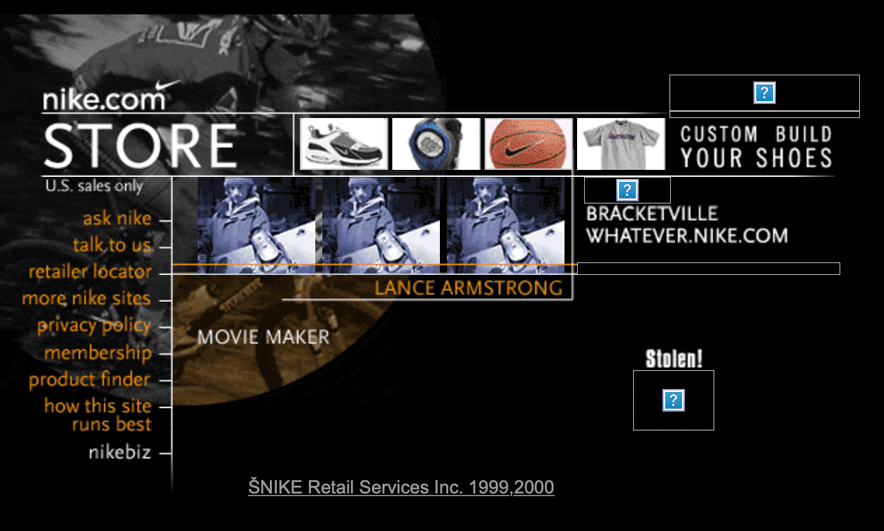 nike.com
STORE
CUSTOM BUILD
YOUR SHOES
U.S. sales only
ask nike
talk to us
retailer locator
more nike sites
privacy policy
membership
product finder
how this site
runs best
nikebiz
BRACKETVILLE
WHATEVER.NIKE.COM
LANCE ARMSTRONG
MOVIE MAKER
Stolen!
ŠNIKE Retail Services Inc. 1999,2000